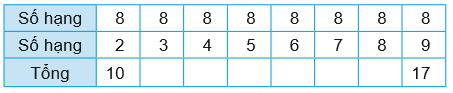 Số hạng 8 8 8 8 8 8 8 8
Số hạng 2 3 4 5 6 7 8 9
Tổng 10 17